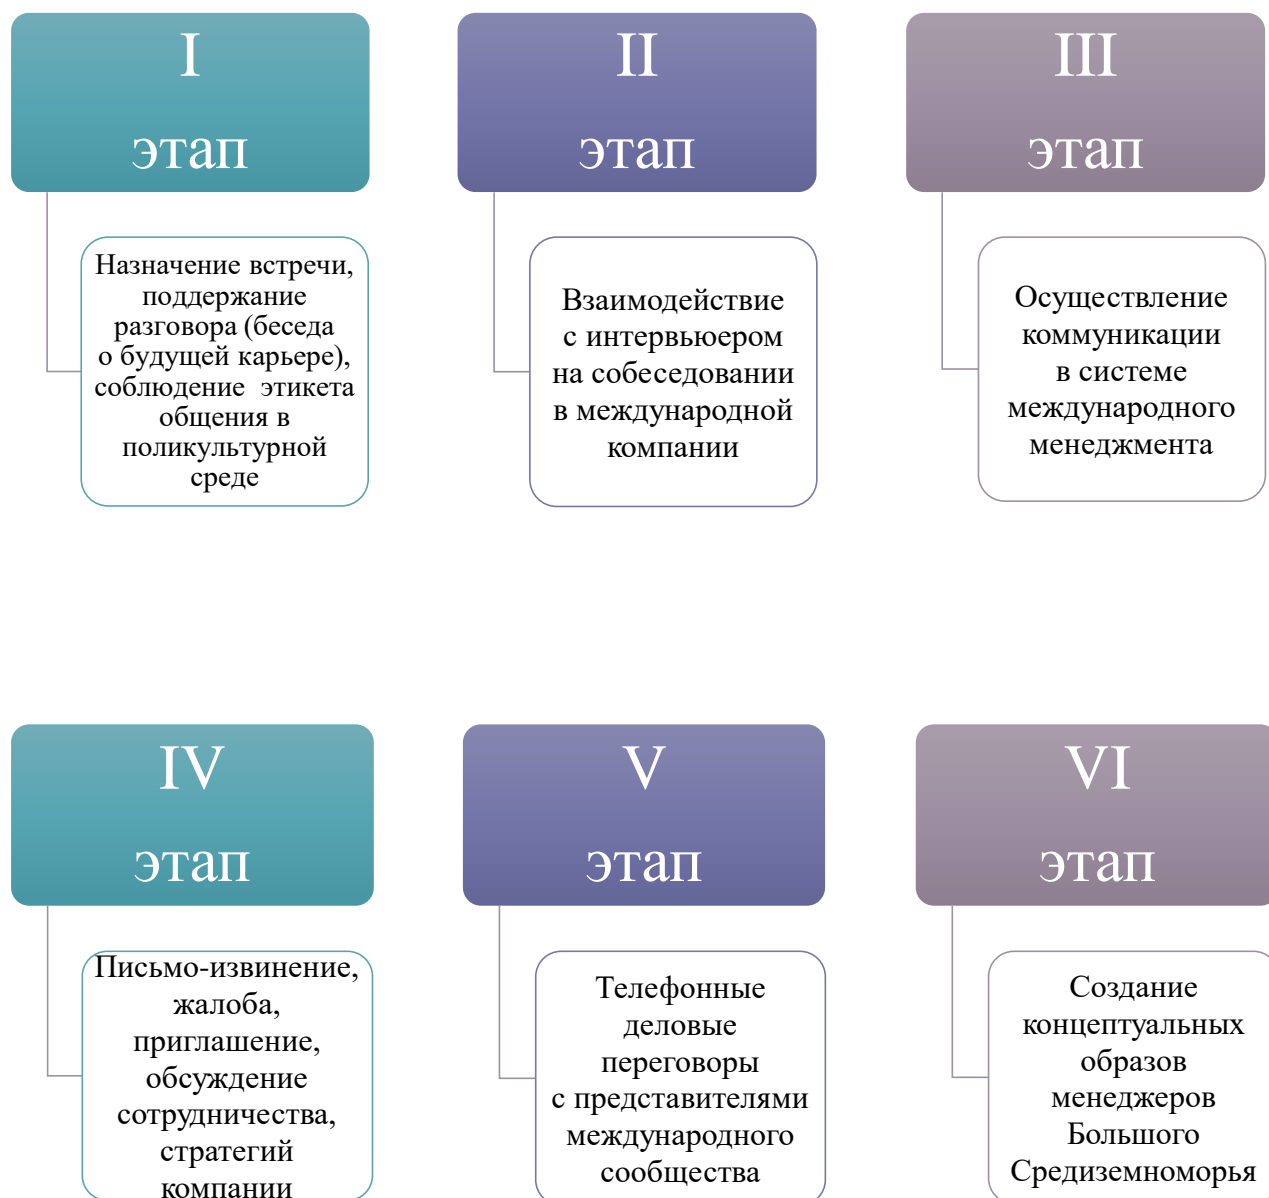 I
этап
Назначение встречи,
поддержание
разговора (беседа
о будущей карьере),
соблюдение этикета
общения в
поликультурной
среде
II
этап
Взаимодействие
с интервьюером
на собеседовании
в международной
компании
III
этап
Осуществление
коммуникации
в системе
международного
менеджмента
IV
этап
Письмо-извинение,
жалоба,
приглашение,
обсуждение
сотрудничества,
стратегий
компании
V
этап
Телефонные
деловые
переговоры
с представителями
международного
сообщества
VI
этап
Создание
концептуальных
образов
менеджеров
Большого
Средиземноморья